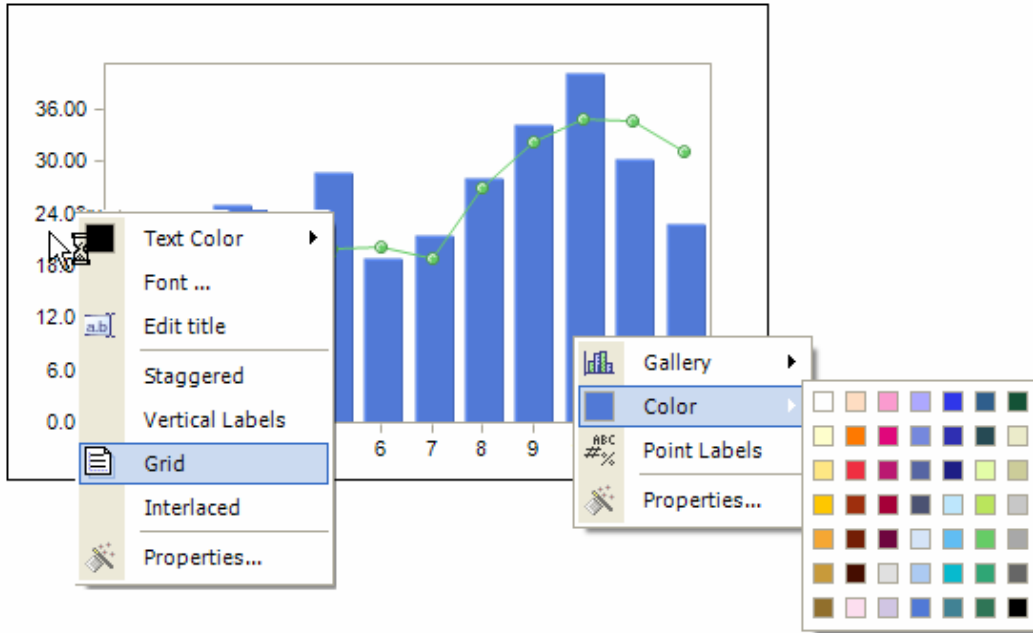 36.00
30.00
24.0
18.0
12.0
6.0
0.0
6 7 8 9
Text Color
Font ...
Edit title
Staggered
Vertical Labels
Grid
Interlaced
Properties...
a.b
Gallery
Color
ABC
#%
Point Labels
Properties...